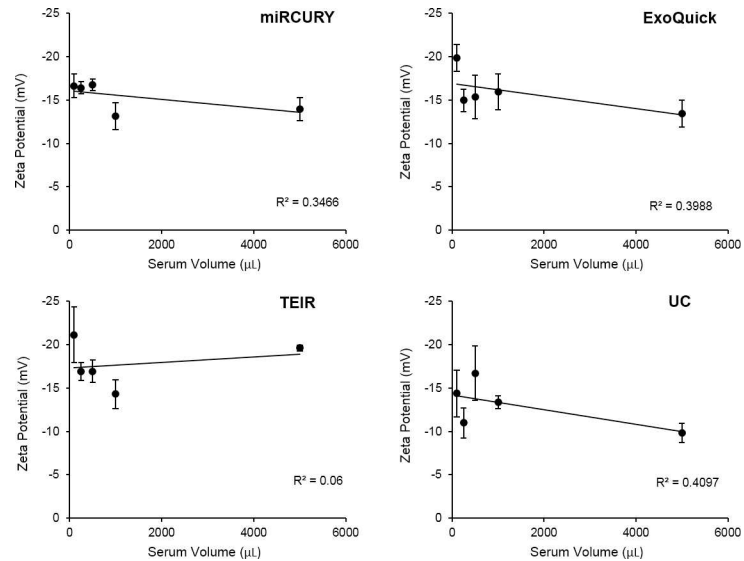 miRCURY
-25
-20
-15
-10
-5
0
Zeta Potential (mV)
R² = 0.3466
0 2000 4000 6000
Serum Volume (µL)
ExoQuick
-25
-20
-15
-10
-5
0
Zeta Potential (mV)
R² = 0.3988
0 2000 4000 6000
Serum Volume (µL)
TEIR
-25
-20
-15
-10
-5
0
Zeta Potential (mV)
R² = 0.06
0 2000 4000 6000
Serum Volume (µL)
UC
-25
-20
-15
-10
-5
0
Zeta Potential (mV)
R² = 0.4097
0 2000 4000 6000
Serum Volume (µL)